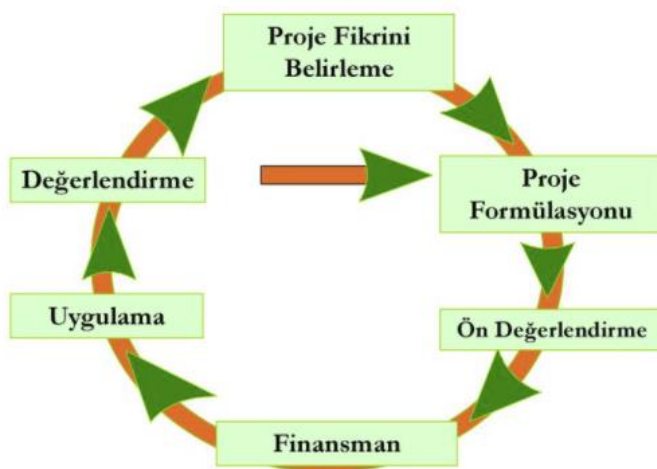 Proje Fikrini
Belirleme
Proje
Formülasyonu
Ön Değerlendirme
Finansman
Uygulama
Değerlendirme